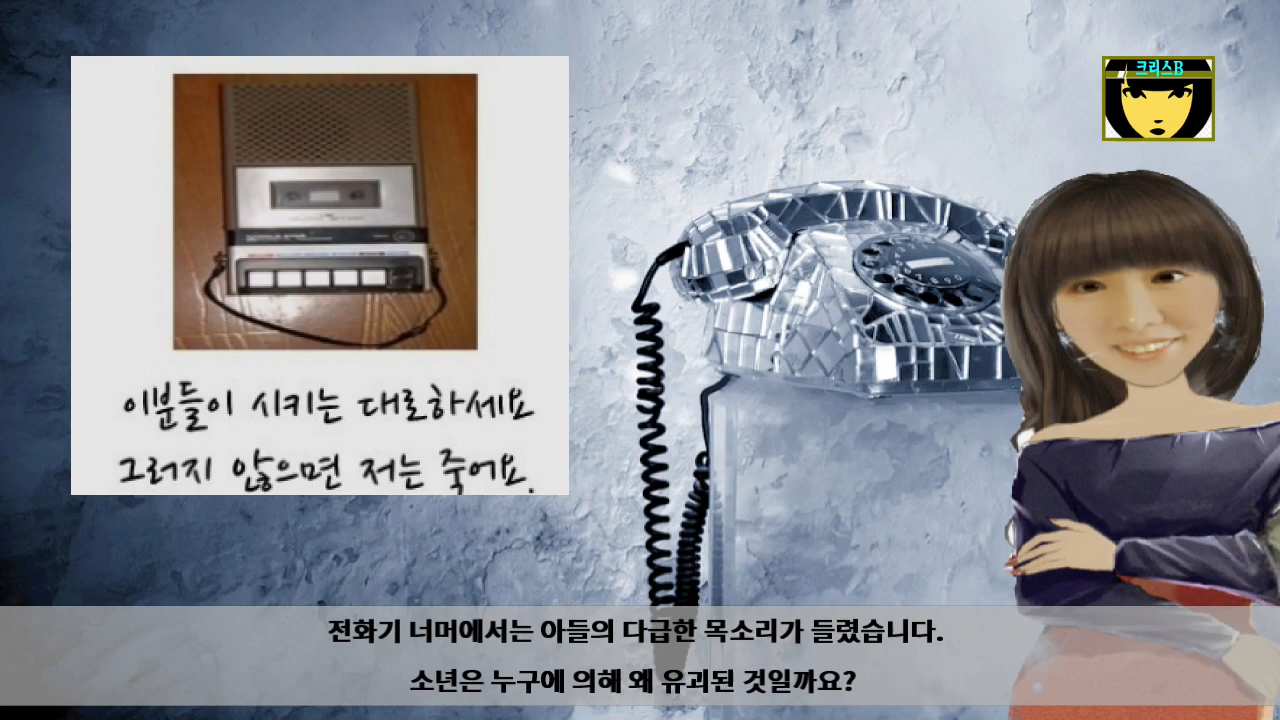 크리스B
이분들이 시키는 대로하세요
그러지 않으면 저는 죽어요.
전화기 너머에서는 아들의 다급한 목소리가 들렸습니다.
소년은 누구에 의해 왜 유괴된 것일까요?